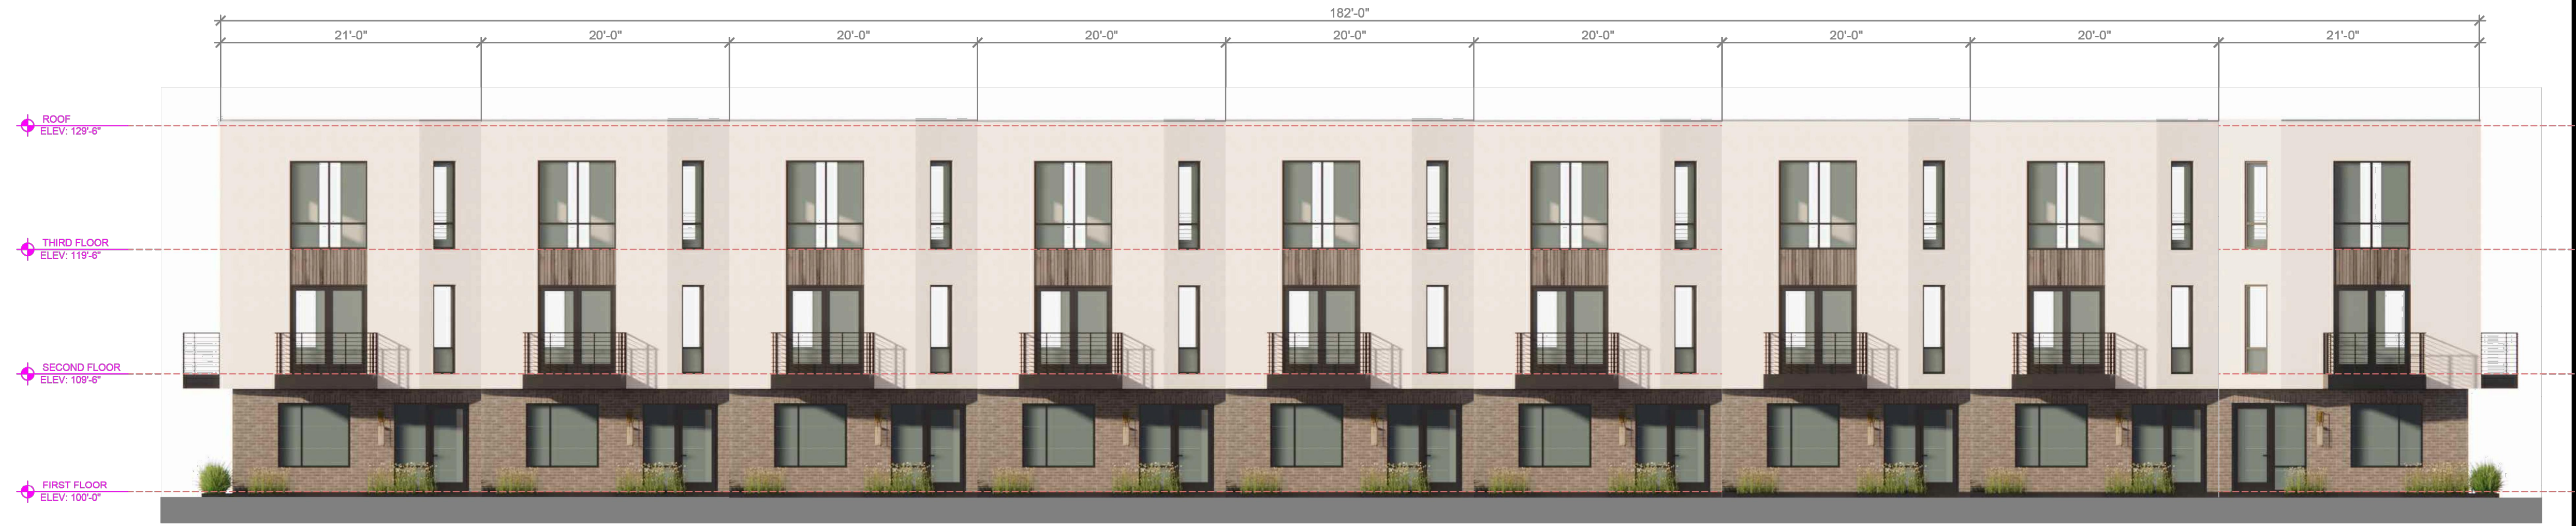 182'-0"
21'-0" 20'-0" 20'-0" 20'-0" 20'-0" 20'-0" 20'-0" 20'-0" 21'-0"
ROOF
ELEV: 129'-6"
THIRD FLOOR
ELEV: 119'-6"
SECOND FLOOR
ELEV: 109'-6"
FIRST FLOOR
ELEV: 100'-0"